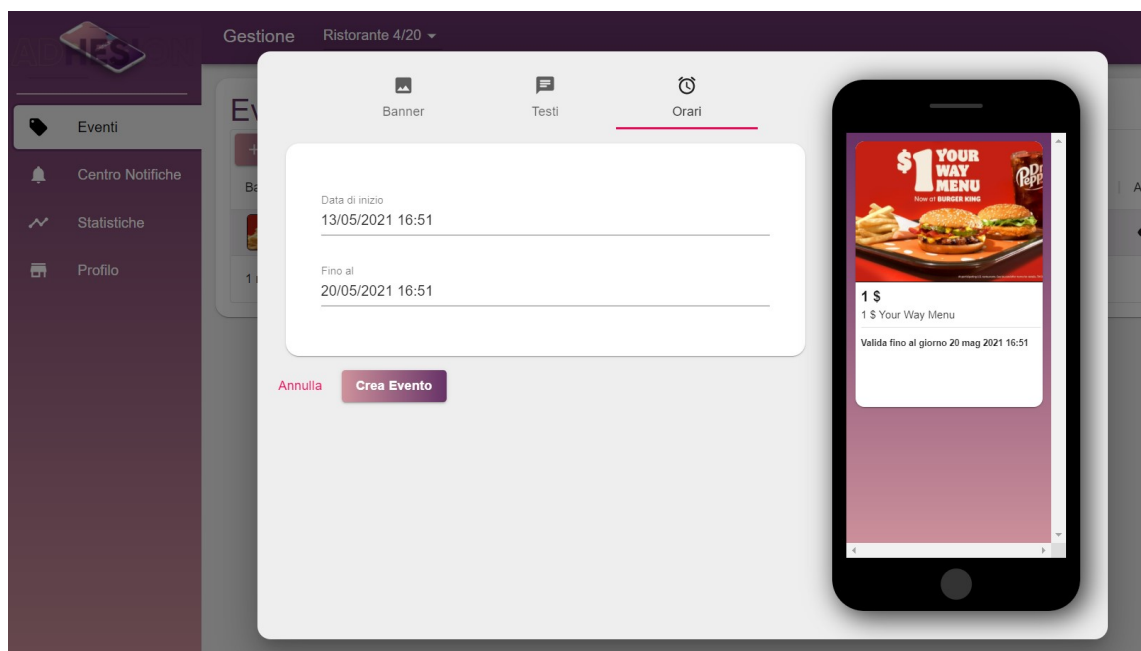 Gestione
Ristorante 4/20
Eventi
Centro Notifiche
Statistiche
Profilo
Banner
Testi
Orari
Data di inizio
13/05/2021 16:51
Fino al
20/05/2021 16:51
Annulla
Crea Evento
$1 YOUR
WAY
MENU
Now at BURGER KING
Dr Pepper
1 $
1 $ Your Way Menu
Valida fino al giorno 20 mag 2021 16:51